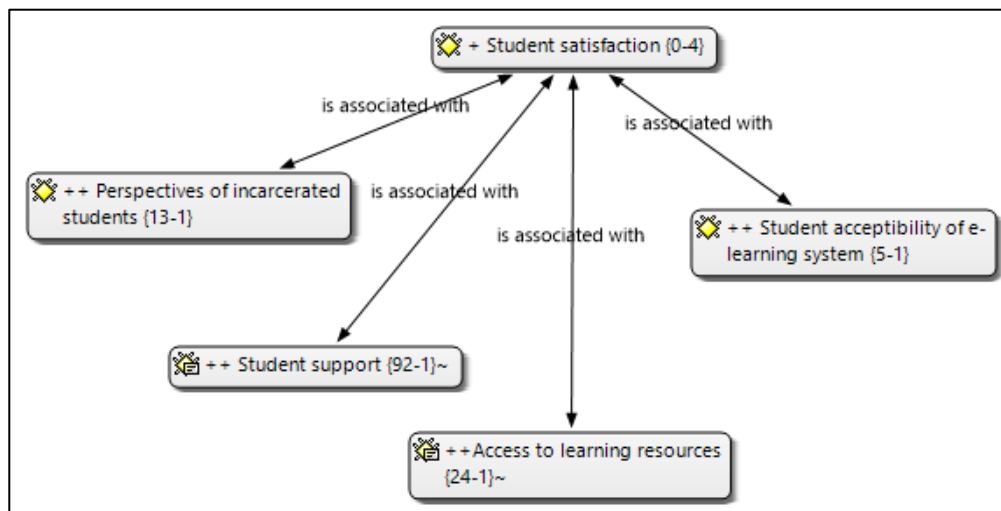 + Student satisfaction {0-4}
is associated with
is associated with
++ Perspectives of incarcerated
students {13-1}
is associated with
++ Student acceptibility of e-
learning system {5-1}
is associated with
++ Student support {92-1}~
++Access to learning resources
{24-1}~